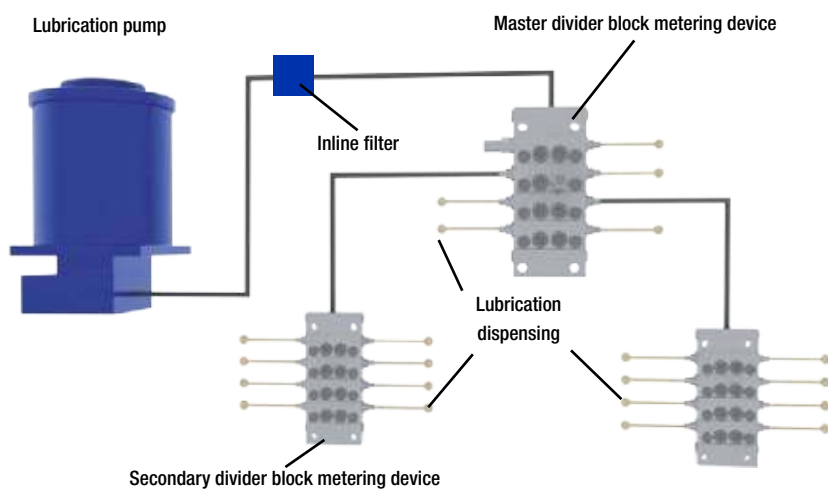 Lubrication pump
Master divider block metering device
Inline filter
Lubrication
dispensing
Secondary divider block metering device